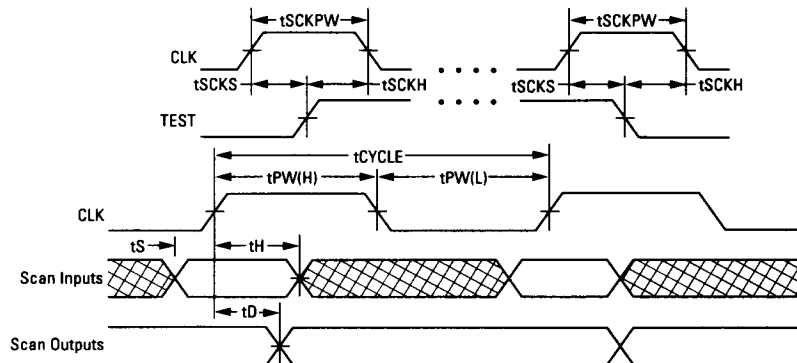 tSCKPW tSCKPW
CLK
tSCKS tSCKH tSCKS tSCKH
TEST
tCYCLE
tPW(H) tPW(L)
CLK
tS tH
Scan Inputs
tD
Scan Outputs